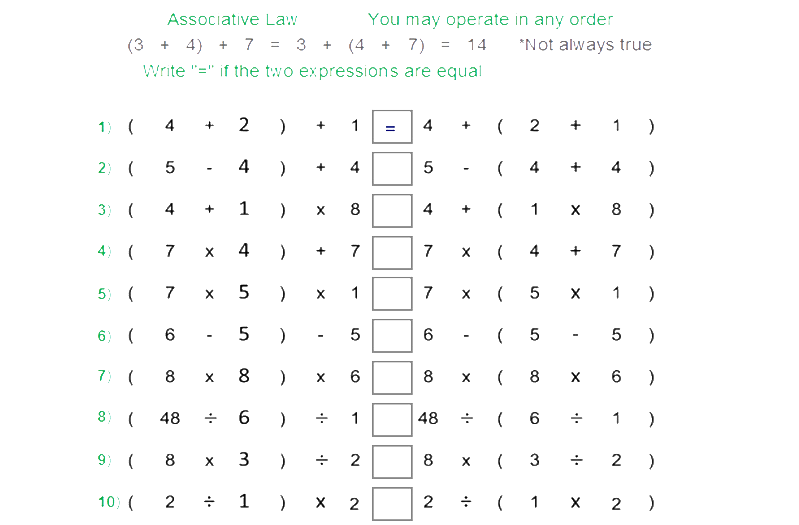 Associative Law You may operate in any order
(3 + 4) + 7 = 3 + (4 + 7) = 14 *Not always true
Write "=" if the two expressions are equal
1) ( 4 + 2 ) + 1 = 4 + ( 2 + 1 )
2) ( 5 - 4 ) + 4 5 - ( 4 + 4 )
3) ( 4 + 1 ) x 8 4 + ( 1 x 8 )
4) ( 7 x 4 ) + 7 7 x ( 4 + 7 )
5) ( 7 x 5 ) x 1 7 x ( 5 x 1 )
6) ( 6 - 5 ) - 5 6 - ( 5 - 5 )
7) ( 8 x 8 ) x 6 8 x ( 8 x 6 )
8) ( 48 ÷ 6 ) ÷ 1 48 ÷ ( 6 ÷ 1 )
9) ( 8 x 3 ) ÷ 2 8 x ( 3 ÷ 2 )
10) ( 2 ÷ 1 ) x 2 2 ÷ ( 1 x 2 )